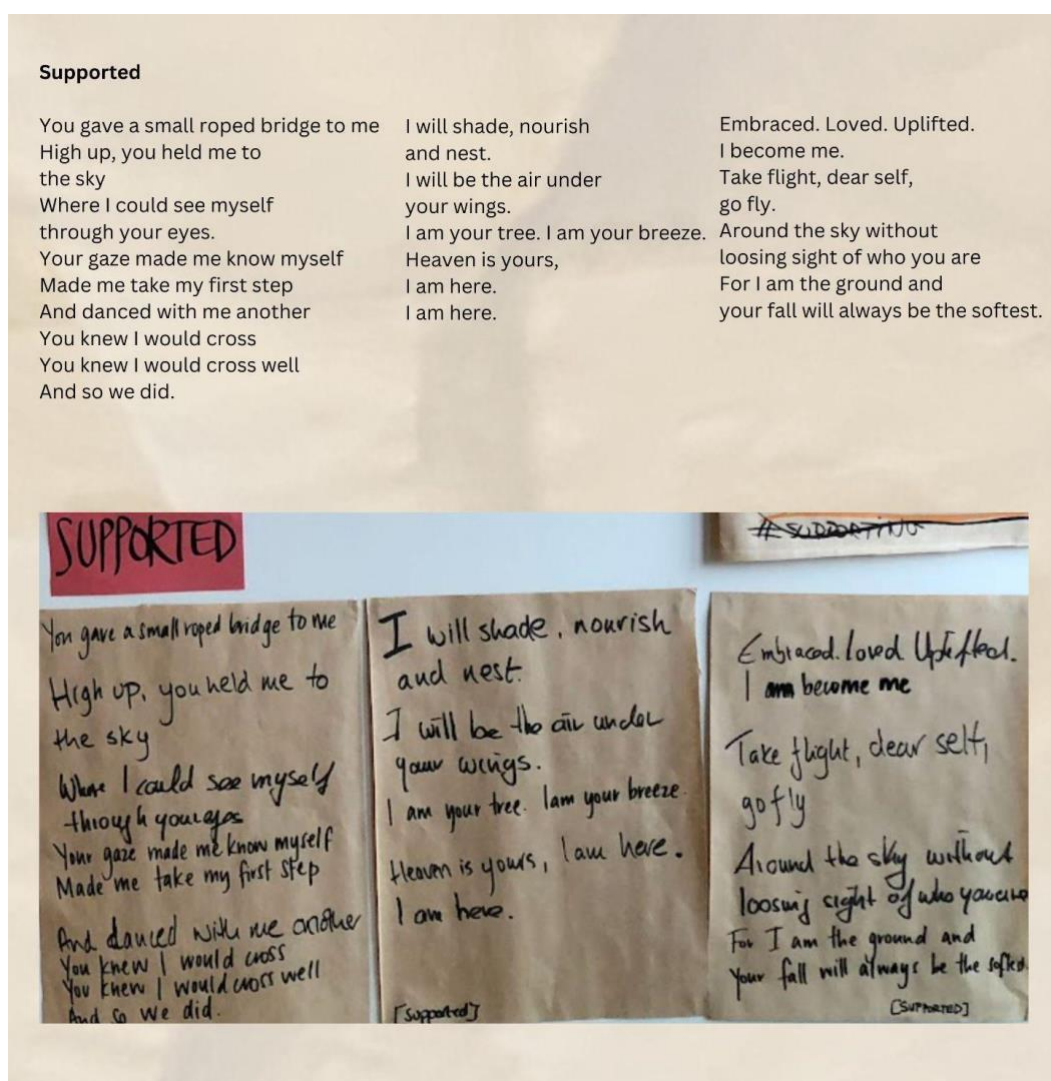 Supported
You gave a small roped bridge to me
High up, you held me to
the sky
Where I could see myself
through your eyes.
Your gaze made me know myself
Made me take my first step
And danced with me another
You knew I would cross
You knew I would cross well
And so we did.
I will shade, nourish
and nest.
I will be the air under
your wings.
I am your tree. I am your breeze.
Heaven is yours,
I am here.
I am here.
Embraced. Loved. Uplifted.
I become me.
Take flight, dear self,
go fly.
Around the sky without
loosing sight of who you are
For I am the ground and
your fall will always be the softest.
SUPPORTED
#SUPPORTING
You gave a small roped bridge to me
High up, you held me to
the sky
Where I could see myself
through your eyes
Your gaze made me know myself
Made me take my first step
And danced with me another
You knew I would cross
You knew I would cross well
And so we did.
I will shade, nourish
and nest.
I will be the air under
your wings.
I am your tree. I am your breeze.
Heaven is yours, I am here.
I am here.
[Supported]
Embraced. Loved Uplifted.
I am become me
Take flight, dear self,
go fly
Around the sky without
loosing sight of who you are
For I am the ground and
your fall will always be the softest.
[SUPPORTED]